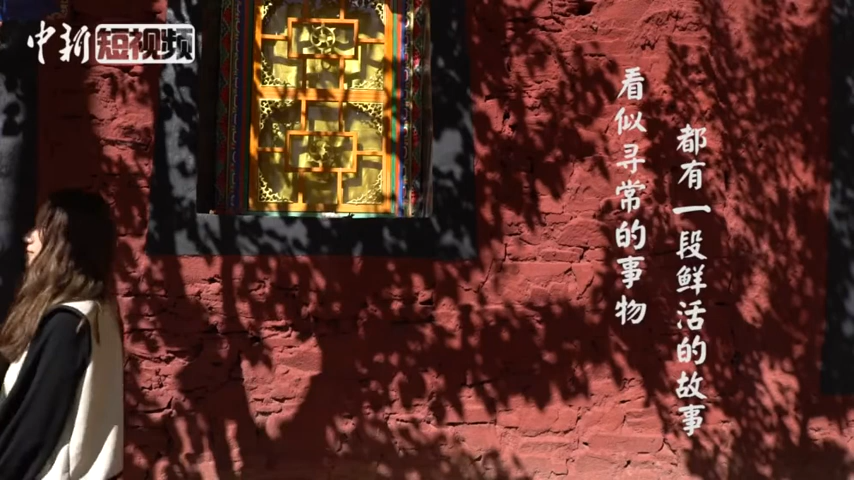 中新短视频
看似寻常的事物
都有一段鲜活的故事